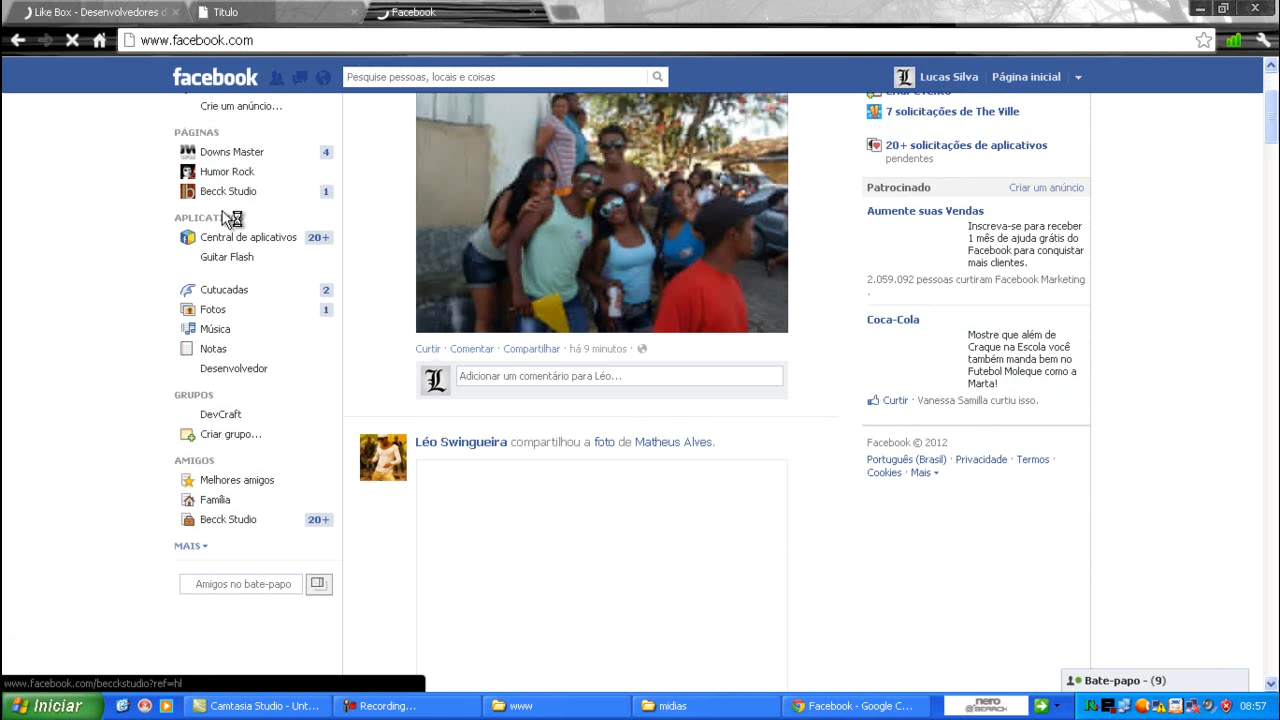 Like Box - Desenvolvedores d
Título
Facebook
www.facebook.com
facebook
Pesquise pessoas, locais e coisas
Lucas Silva
Página inicial
Crie um anúncio...
PÁGINAS
Downs Master 4
Humor Rock
Becck Studio 1
Central de aplicativos 20+
Guitar Flash
Cutucadas 2
Fotos 1
Música
Notas
Desenvolvedor
GRUPOS
DevCraft
Criar grupo...
AMIGOS
Melhores amigos
Família
Becck Studio 20+
MAIS
Amigos no bate-papo
Curtir · Comentar · Compartilhar · há 9 minutos ·
L
Adicionar um comentário para Léo...
Léo Swingueira compartilhou a foto de Matheus Alves.
Criar evento
7 solicitações de The Ville
20+ solicitações de aplicativos
pendentes
Patrocinado
Criar um anúncio
Aumente suas Vendas
Inscreva-se para receber
1 mês de ajuda grátis do
Facebook para conquistar
mais clientes.
2.059.092 pessoas curtiram Facebook Marketing
.
Coca-Cola
Mostre que além de
Craque na Escola você
também manda bem no
Futebol Moleque como a
Marta!
Curtir · Vanessa Samilla curtiu isso.
Facebook © 2012
Português (Brasil) · Privacidade · Termos ·
Cookies · Mais
Bate-papo - (9)
www.facebook.com/becckstudio?ref=hl
Iniciar
Camtasia Studio - Unt...
Recording...
www
midias
Facebook - Google C...
nero
SEARCH
08:57